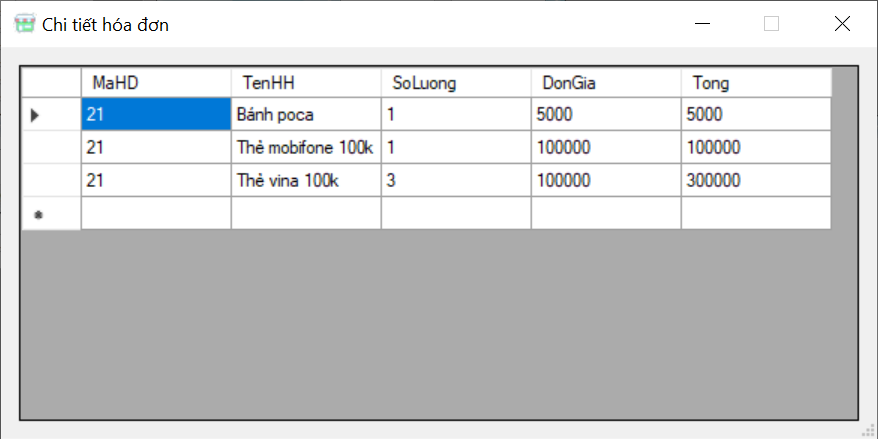 Chi tiết hóa đơn
MaHD TenHH SoLuong DonGia Tong
21 Bánh poca 1 5000 5000
21 Thẻ mobifone 100k 1 100000 100000
21 Thẻ vina 100k 3 100000 300000